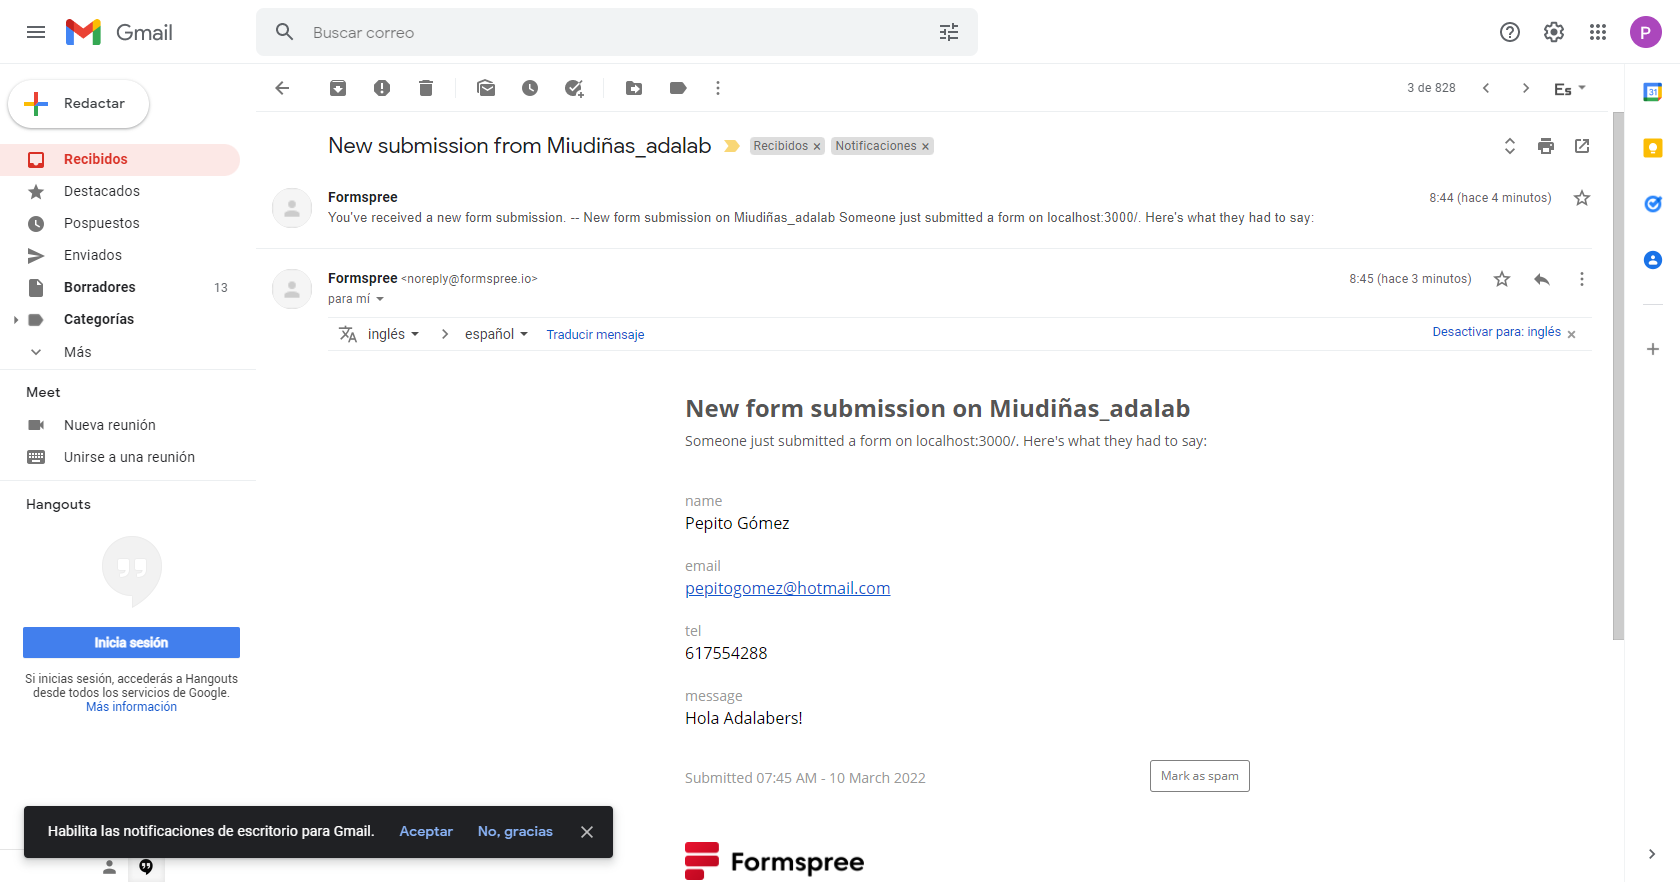 Gmail
Buscar correo
P
Redactar
3 de 828
Es
31
Recibidos
Destacados
Pospuestos
Enviados
Borradores 13
Categorías
Más
Meet
Nueva reunión
Unirse a una reunión
Hangouts
Inicia sesión
Si inicias sesión, accederás a Hangouts
desde todos los servicios de Google.
Más información
New submission from Miudiñas_adalab Recibidos × Notificaciones ×
Formspree 8:44 (hace 4 minutos)
You've received a new form submission. -- New form submission on Miudiñas_adalab Someone just submitted a form on localhost:3000/. Here's what they had to say:
Formspree <noreply@formspree.io> 8:45 (hace 3 minutos)
para mí
inglés español Traducir mensaje Desactivar para: inglés ×
New form submission on Miudiñas_adalab
Someone just submitted a form on localhost:3000/. Here's what they had to say:
name
Pepito Gómez
email
pepitogomez@hotmail.com
tel
617554288
message
Hola Adalabers!
Submitted 07:45 AM - 10 March 2022 Mark as spam
Formspree
Habilita las notificaciones de escritorio para Gmail. Aceptar No, gracias